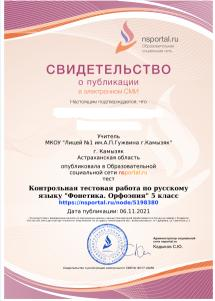 nsportal.ru
Образовательная
социальная сеть
СВИДЕТЕЛЬСТВО
о публикации
в электронном СМИ
Настоящим подтверждается, что
Учитель
МКОУ "Лицей №1 им.А.П.Гужвина г.Камызяк"
г. Камызяк
Астраханская область
опубликовала в Образовательной
социальной сети nsportal.ru
тест
Контрольная тестовая работа по русскому
языку "Фонетика. Орфоэпия" 5 класс
https://nsportal.ru/node/5198380
Дата публикации: 06.11.2021
Администратор социальной
сети nsportal.ru
Кадыков С.Ю.